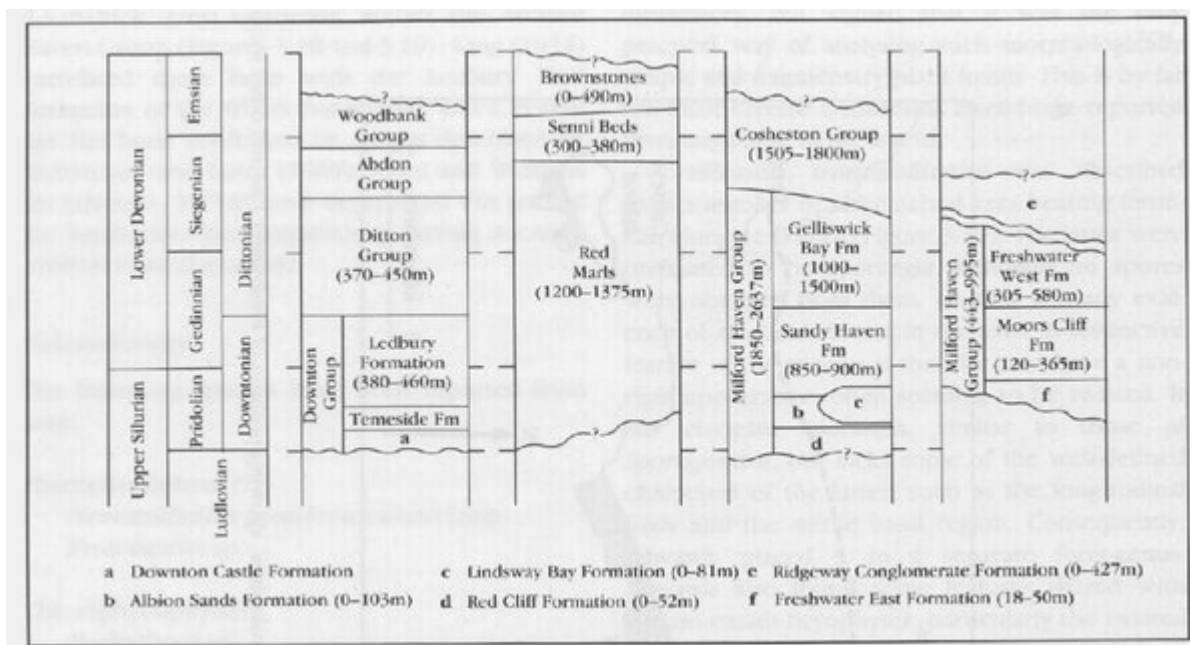 Lower Devonian
Upper Silurian
Emsian
Siegenian
Gedinnian
Pridolian
Dittonian
Downtonian
Ludlovian
?
Woodbank
Group
Abdon
Group
Ditton
Group
(370–450m)
Downton
Group
Ledbury
Formation
(380–460m)
Temeside Fm
a
?
Brownstones
(0–490m)
Senni Beds
(300–380m)
Red
Marls
(1200–1375m)
?
?
Cosheston Group
(1505–1800m)
Milford Haven Group
(1850–2637m)
Gelliswick
Bay Fm
(1000–
1500m)
Sandy Haven
Fm
(850–900m)
b
c
d
?
?
e
Milford Haven
Group (443–995m)
Freshwater
West Fm
(305–580m)
Moors Cliff
Fm
(120–365m)
f
a Downton Castle Formation
c Lindsway Bay Formation (0–81m)
e Ridgeway Conglomerate Formation (0–427m)
b Albion Sands Formation (0–103m)
d Red Cliff Formation (0–52m)
f Freshwater East Formation (18–50m)